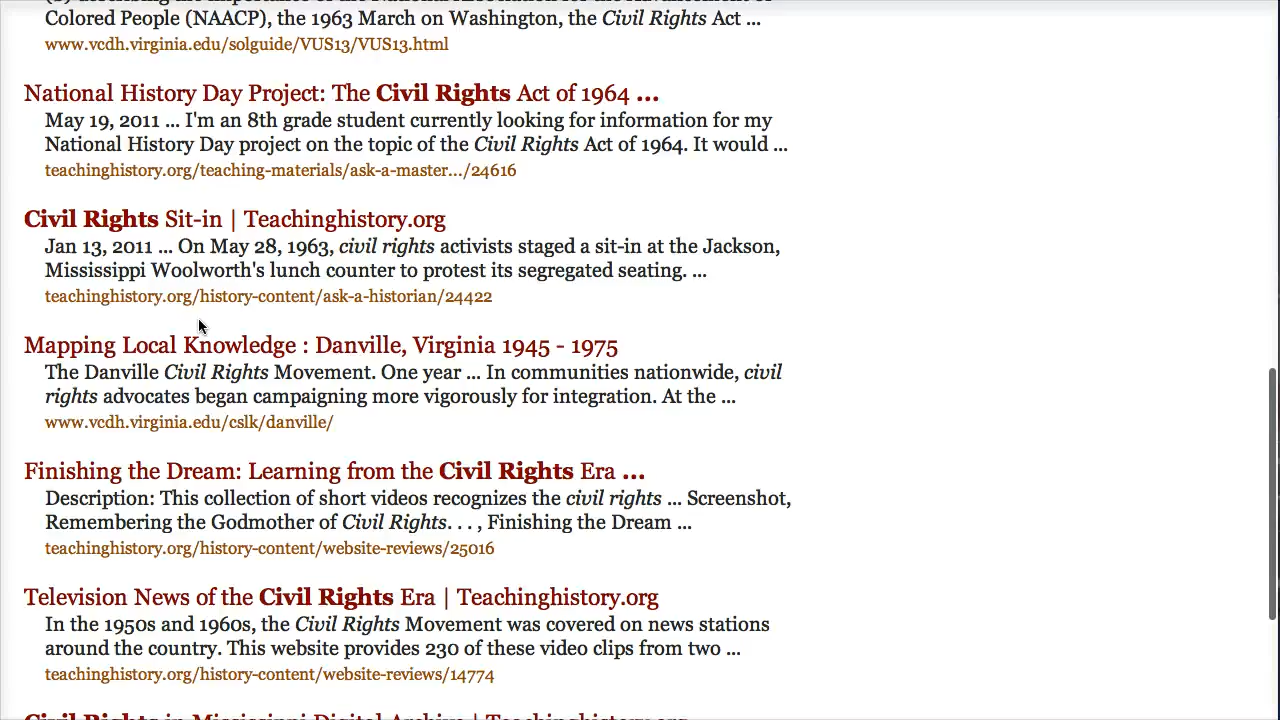 Colored People (NAACP), the 1963 March on Washington, the Civil Rights Act ...
www.vcdh.virginia.edu/solguide/VUS13/VUS13.html
National History Day Project: The Civil Rights Act of 1964 ...
May 19, 2011 ... I'm an 8th grade student currently looking for information for my
National History Day project on the topic of the Civil Rights Act of 1964. It would ...
teachinghistory.org/teaching-materials/ask-a-master.../24616
Civil Rights Sit-in | Teachinghistory.org
Jan 13, 2011 ... On May 28, 1963, civil rights activists staged a sit-in at the Jackson,
Mississippi Woolworth's lunch counter to protest its segregated seating. ...
teachinghistory.org/history-content/ask-a-historian/24422
Mapping Local Knowledge : Danville, Virginia 1945 - 1975
The Danville Civil Rights Movement. One year ... In communities nationwide, civil
rights advocates began campaigning more vigorously for integration. At the ...
www.vcdh.virginia.edu/cslk/danville/
Finishing the Dream: Learning from the Civil Rights Era ...
Description: This collection of short videos recognizes the civil rights ... Screenshot,
Remembering the Godmother of Civil Rights. . . , Finishing the Dream ...
teachinghistory.org/history-content/website-reviews/25016
Television News of the Civil Rights Era | Teachinghistory.org
In the 1950s and 1960s, the Civil Rights Movement was covered on news stations
around the country. This website provides 230 of these video clips from two ...
teachinghistory.org/history-content/website-reviews/14774
Civil Rights in Mississippi Digital Archive | Teachinghistory.org